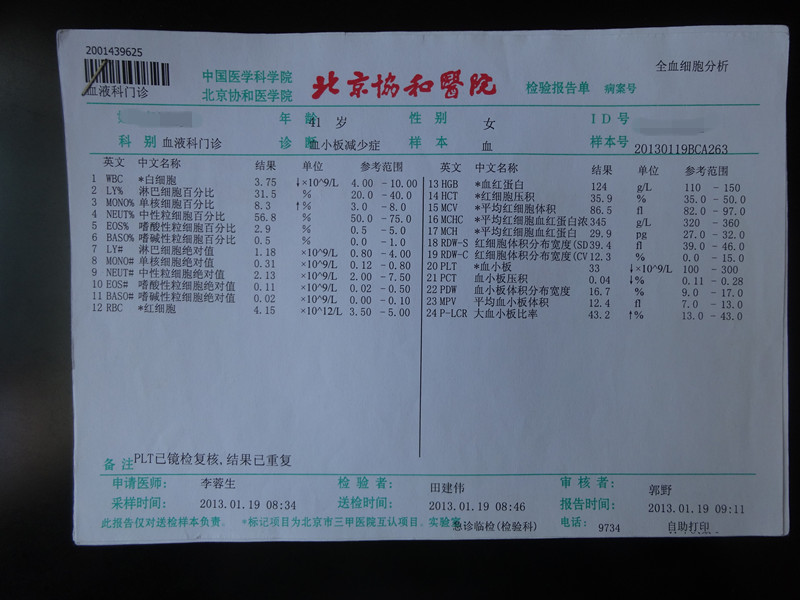 2001439625
血液科门诊
中国医学科学院
北京协和医学院
北京协和醫院
检验报告单 病案号
全血细胞分析
年 龄 41 岁 性 别 女 ID号
科 别 血液科门诊 诊 断 血小板减少症 样 本 血 样本号 20130119BCA263
英文 中文名称 结果 单位 参考范围
1 WBC *白细胞 3.75 ↓×10^9/L 4.00 - 10.00
2 LY% 淋巴细胞百分比 31.5 % 20.0 - 40.0
3 MONO% 单核细胞百分比 8.3 ↑% 3.0 - 8.0
4 NEUT% 中性粒细胞百分比 56.8 % 50.0 - 75.0
5 EOS% 嗜酸性粒细胞百分比 2.9 % 0.5 - 5.0
6 BASO% 嗜碱性粒细胞百分比 0.5 % 0.0 - 1.0
7 LY# 淋巴细胞绝对值 1.18 ×10^9/L 0.80 - 4.00
8 MONO# 单核细胞绝对值 0.31 ×10^9/L 0.12 - 0.80
9 NEUT# 中性粒细胞绝对值 2.13 ×10^9/L 2.00 - 7.50
10 EOS# 嗜酸性粒细胞绝对值 0.11 ×10^9/L 0.02 - 0.50
11 BASO# 嗜碱性粒细胞绝对值 0.02 ×10^9/L 0.00 - 0.10
12 RBC *红细胞 4.15 ×10^12/L 3.50 - 5.00
英文 中文名称 结果 单位 参考范围
13 HGB *血红蛋白 124 g/L 110 - 150
14 HCT *红细胞压积 35.9 % 35.0 - 50.0
15 MCV *平均红细胞体积 86.5 fl 82.0 - 97.0
16 MCHC *平均红细胞血红蛋白浓 345 g/L 320 - 360
17 MCH *平均红细胞血红蛋白 29.9 pg 27.0 - 32.0
18 RDW-S 红细胞体积分布宽度(SD 39.4 fl 39.0 - 46.0
19 RDW-C 红细胞体积分布宽度(CV 12.3 % 0.0 - 15.0
20 PLT *血小板 33 ↓×10^9/L 100 - 300
21 PCT 血小板压积 0.04 ↓% 0.11 - 0.28
22 PDW 血小板体积分布宽度 16.7 % 9.0 - 17.0
23 MPV 平均血小板体积 12.4 fl 7.0 - 13.0
24 P-LCR 大血小板比率 43.2 ↑% 13.0 - 43.0
备 注 PLT已镜检复核,结果已重复
申请医师: 李蓉生 检 验 者: 田建伟 审 核 者: 郭野
采样时间: 2013.01.19 08:34 送检时间: 2013.01.19 08:46 报告时间: 2013.01.19 09:11
此报告仅对送检样本负责. *标记项目为北京市三甲医院互认项目. 实验室 急诊临检(检验科) 电话: 9734 自助打印